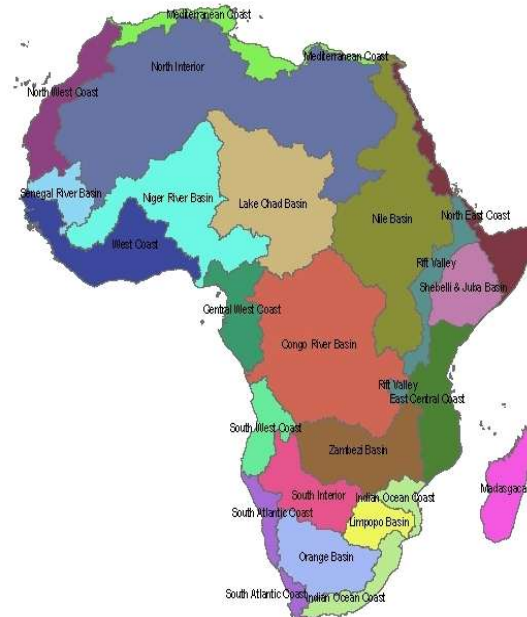 Mediterranean Coast
Mediterranean Coast
North Interior
North West Coast
Senegal River Basin
Niger River Basin
Lake Chad Basin
Nile Basin
North East Coast
West Coast
Rift Valley
Shebelli & Juba Basin
Central West Coast
Congo River Basin
Rift Valley
East Central Coast
South West Coast
Zambezi Basin
Madasgaca
South Interior
Indian Ocean Coast
South Atlantic Coast
Limpopo Basin
Orange Basin
South Atlantic Coast
Indian Ocean Coast